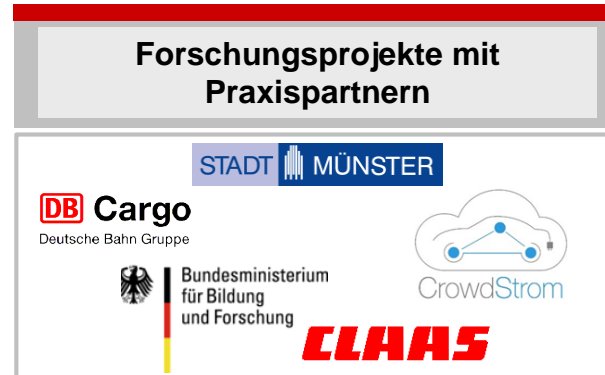 Forschungsprojekte mit
Praxispartnern
STADT MÜNSTER
DB Cargo
Deutsche Bahn Gruppe
CrowdStrom
Bundesministerium
für Bildung
und Forschung
CLAAS